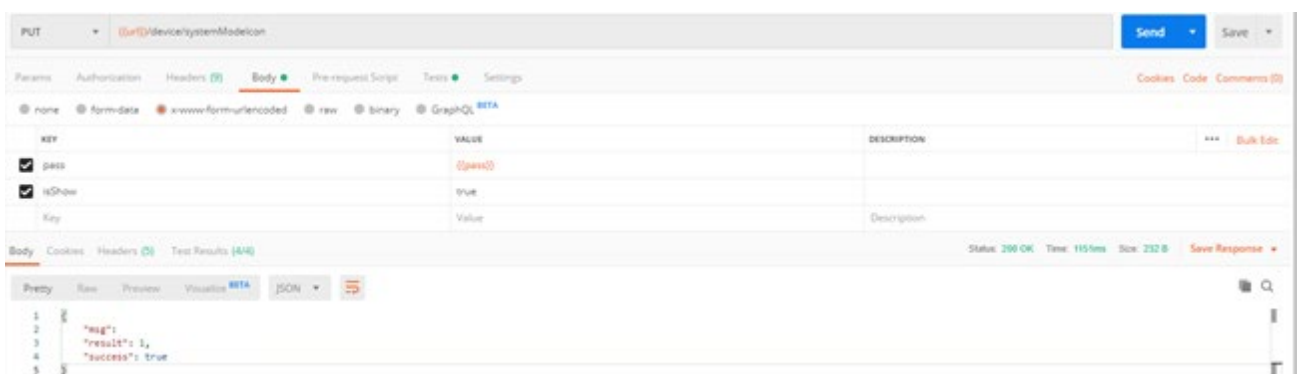 PUT {{url}}/device/systemModeIcon Send Save
Params Authorization Headers (9) Body Pre-request Script Tests Settings Cookies Code Comments (0)
none form-data x-www-form-urlencoded raw binary GraphQL BETA
KEY VALUE DESCRIPTION ••• Bulk Edit
pass {{pass}}
isShow true
Key Value Description
Body Cookies Headers (5) Test Results (4/4) Status: 200 OK Time: 1151ms Size: 232 B Save Response
Pretty Raw Preview Visualize BETA JSON
1 {
2 "msg":
3 "result": 1,
4 "success": true
5 }